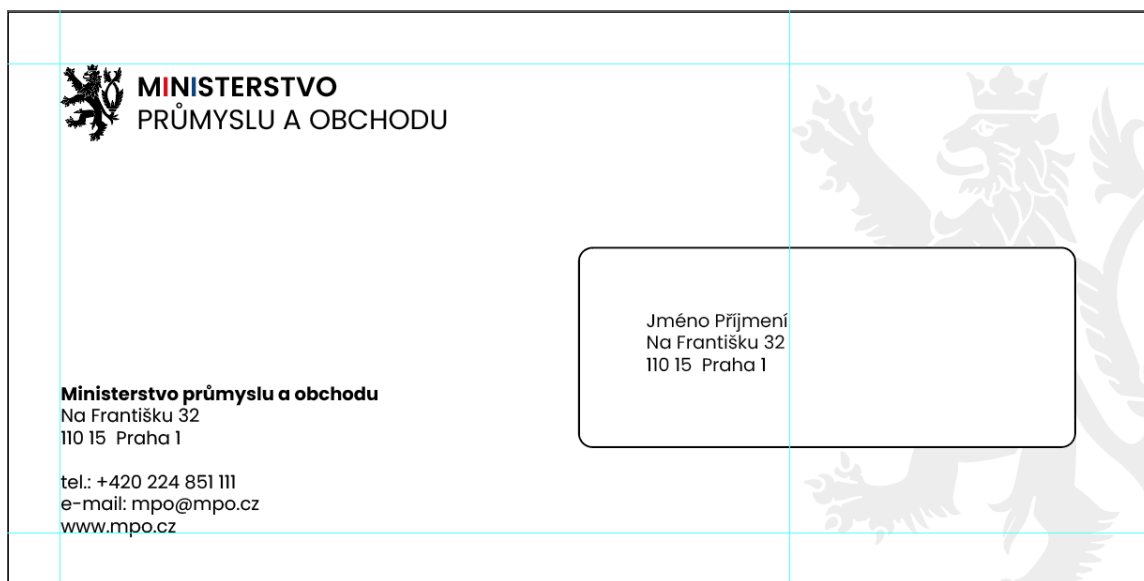 MINISTERSTVO
PRŮMYSLU A OBCHODU
Jméno Příjmení
Na Františku 32
110 15  Praha 1
Ministerstvo průmyslu a obchodu
Na Františku 32
110 15  Praha 1
tel.: +420 224 851 111
e-mail: mpo@mpo.cz
www.mpo.cz